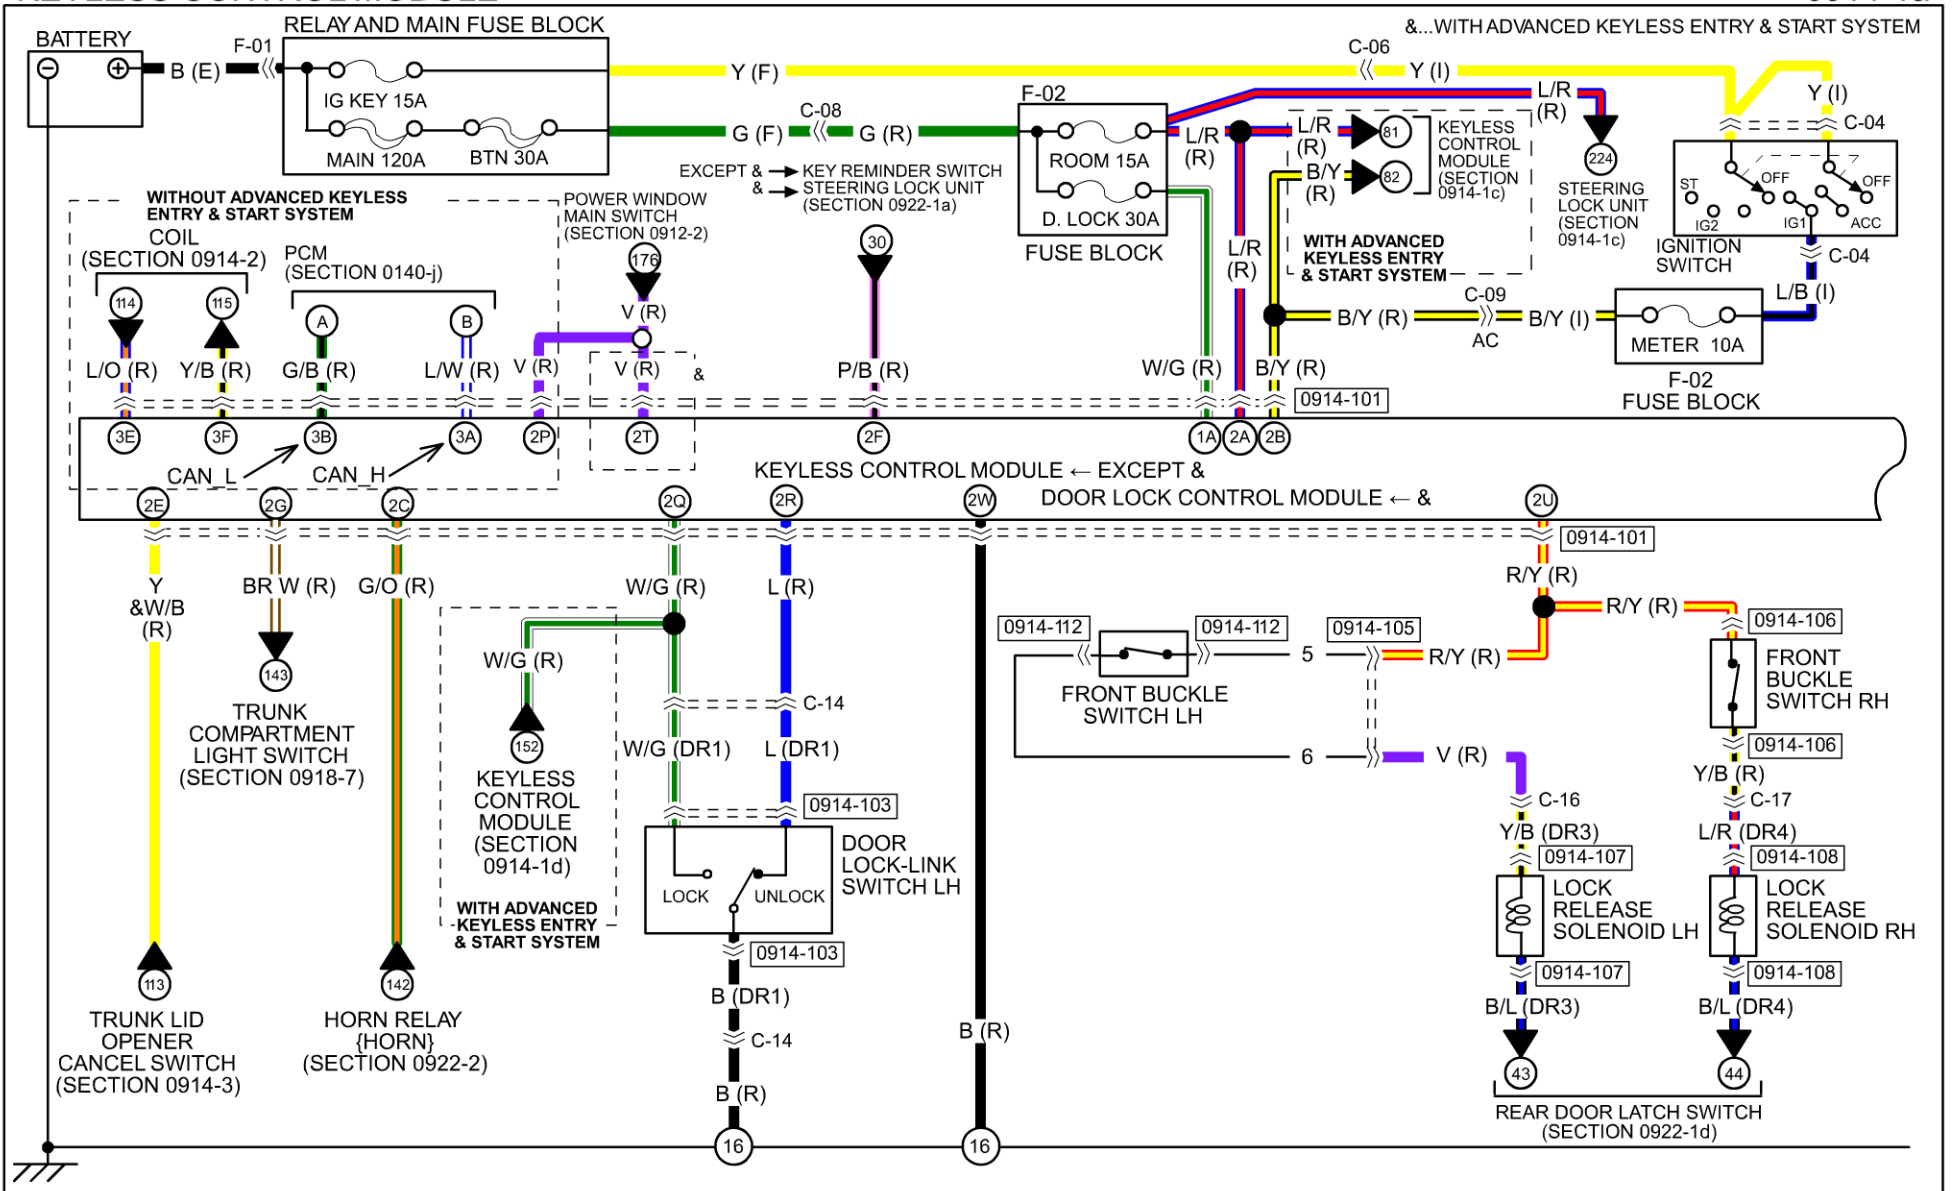 &...WITH ADVANCED KEYLESS ENTRY & START SYSTEM
BATTERY
F-01
B (E)
RELAY AND MAIN FUSE BLOCK
IG KEY 15A
MAIN 120A
BTN 30A
Y (F)
C-06
Y (I)
Y (I)
C-04
G (F)
C-08
G (R)
F-02
ROOM 15A
D. LOCK 30A
FUSE BLOCK
L/R
(R)
L/R
(R)
L/R
(R)
L/R
(R)
B/Y
(R)
81
82
KEYLESS
CONTROL
MODULE
(SECTION
0914-1c)
WITH ADVANCED
KEYLESS ENTRY
& START SYSTEM
224
STEERING
LOCK UNIT
(SECTION
0914-1c)
ST
OFF
OFF
IG2
IG1
ACC
IGNITION
SWITCH
C-04
L/B (I)
EXCEPT & → KEY REMINDER SWITCH
& → STEERING LOCK UNIT
(SECTION 0922-1a)
30
P/B (R)
WITHOUT ADVANCED KEYLESS
ENTRY & START SYSTEM
COIL
(SECTION 0914-2)
PCM
(SECTION 0140-j)
114
115
A
B
L/O (R)
Y/B (R)
G/B (R)
L/W (R)
POWER WINDOW
MAIN SWITCH
(SECTION 0912-2)
176
V (R)
V (R)
V (R)
&
W/G (R)
B/Y (R)
B/Y (R)
C-09
AC
B/Y (I)
METER 10A
F-02
FUSE BLOCK
0914-101
3E
3F
3B
3A
2P
2T
2F
1A
2A
2B
CAN_L
CAN_H
KEYLESS CONTROL MODULE ← EXCEPT &
DOOR LOCK CONTROL MODULE ← &
2E
2G
2C
2Q
2R
2W
2U
0914-101
Y
&W/B
(R)
BR W (R)
G/O (R)
W/G (R)
L (R)
R/Y (R)
143
TRUNK
COMPARTMENT
LIGHT SWITCH
(SECTION 0918-7)
113
TRUNK LID
OPENER
CANCEL SWITCH
(SECTION 0914-3)
142
HORN RELAY
{HORN}
(SECTION 0922-2)
W/G (R)
152
KEYLESS
CONTROL
MODULE
(SECTION
0914-1d)
WITH ADVANCED
KEYLESS ENTRY
& START SYSTEM
C-14
W/G (DR1)
L (DR1)
0914-103
LOCK
UNLOCK
DOOR
LOCK-LINK
SWITCH LH
0914-103
B (DR1)
C-14
B (R)
16
B (R)
16
0914-112
0914-112
FRONT BUCKLE
SWITCH LH
5
0914-105
R/Y (R)
6
V (R)
R/Y (R)
0914-106
FRONT
BUCKLE
SWITCH RH
0914-106
Y/B (R)
C-16
C-17
Y/B (DR3)
L/R (DR4)
0914-107
0914-108
LOCK
RELEASE
SOLENOID LH
LOCK
RELEASE
SOLENOID RH
0914-107
0914-108
B/L (DR3)
B/L (DR4)
43
44
REAR DOOR LATCH SWITCH
(SECTION 0922-1d)